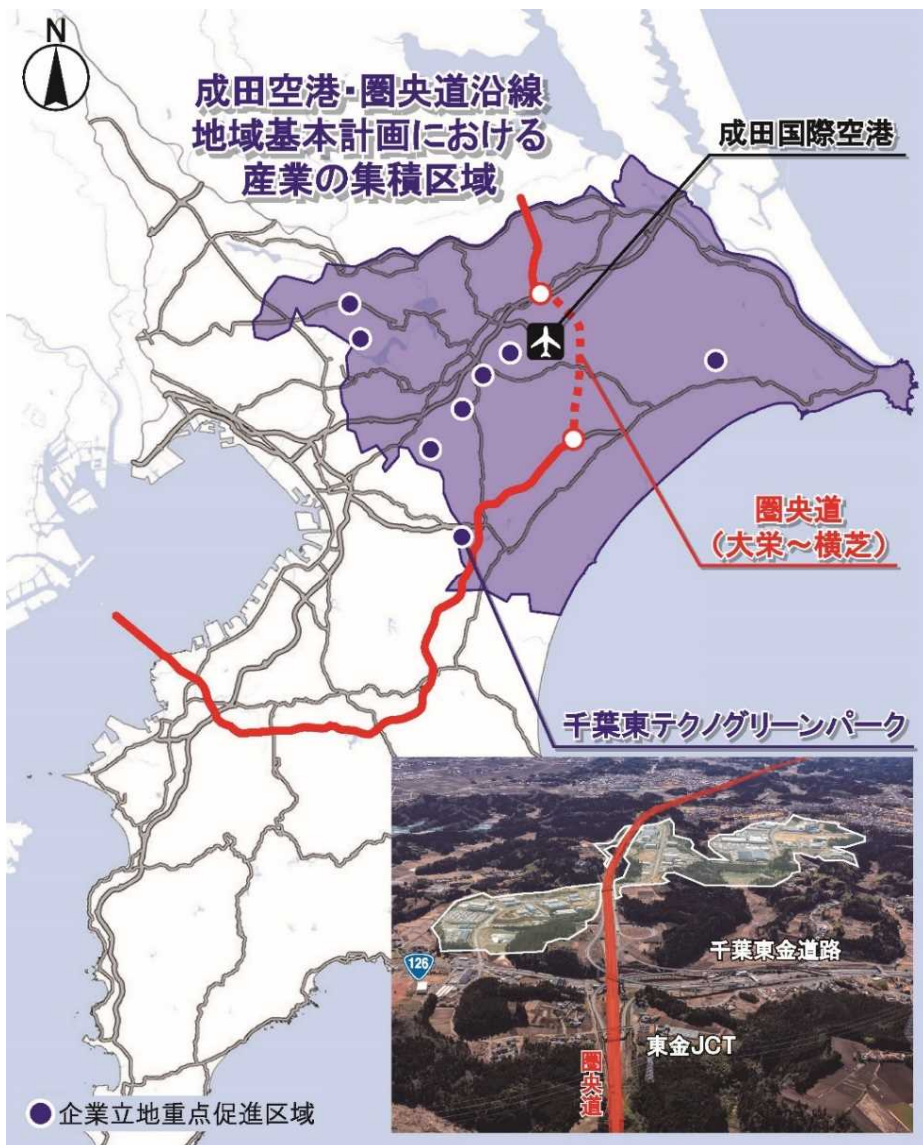 N
成田空港・圏央道沿線
地域基本計画における
産業の集積区域
成田国際空港
圏央道
(大栄～横芝)
千葉東テクノグリーンパーク
126
千葉東金道路
東金JCT
圏央道
企業立地重点促進区域